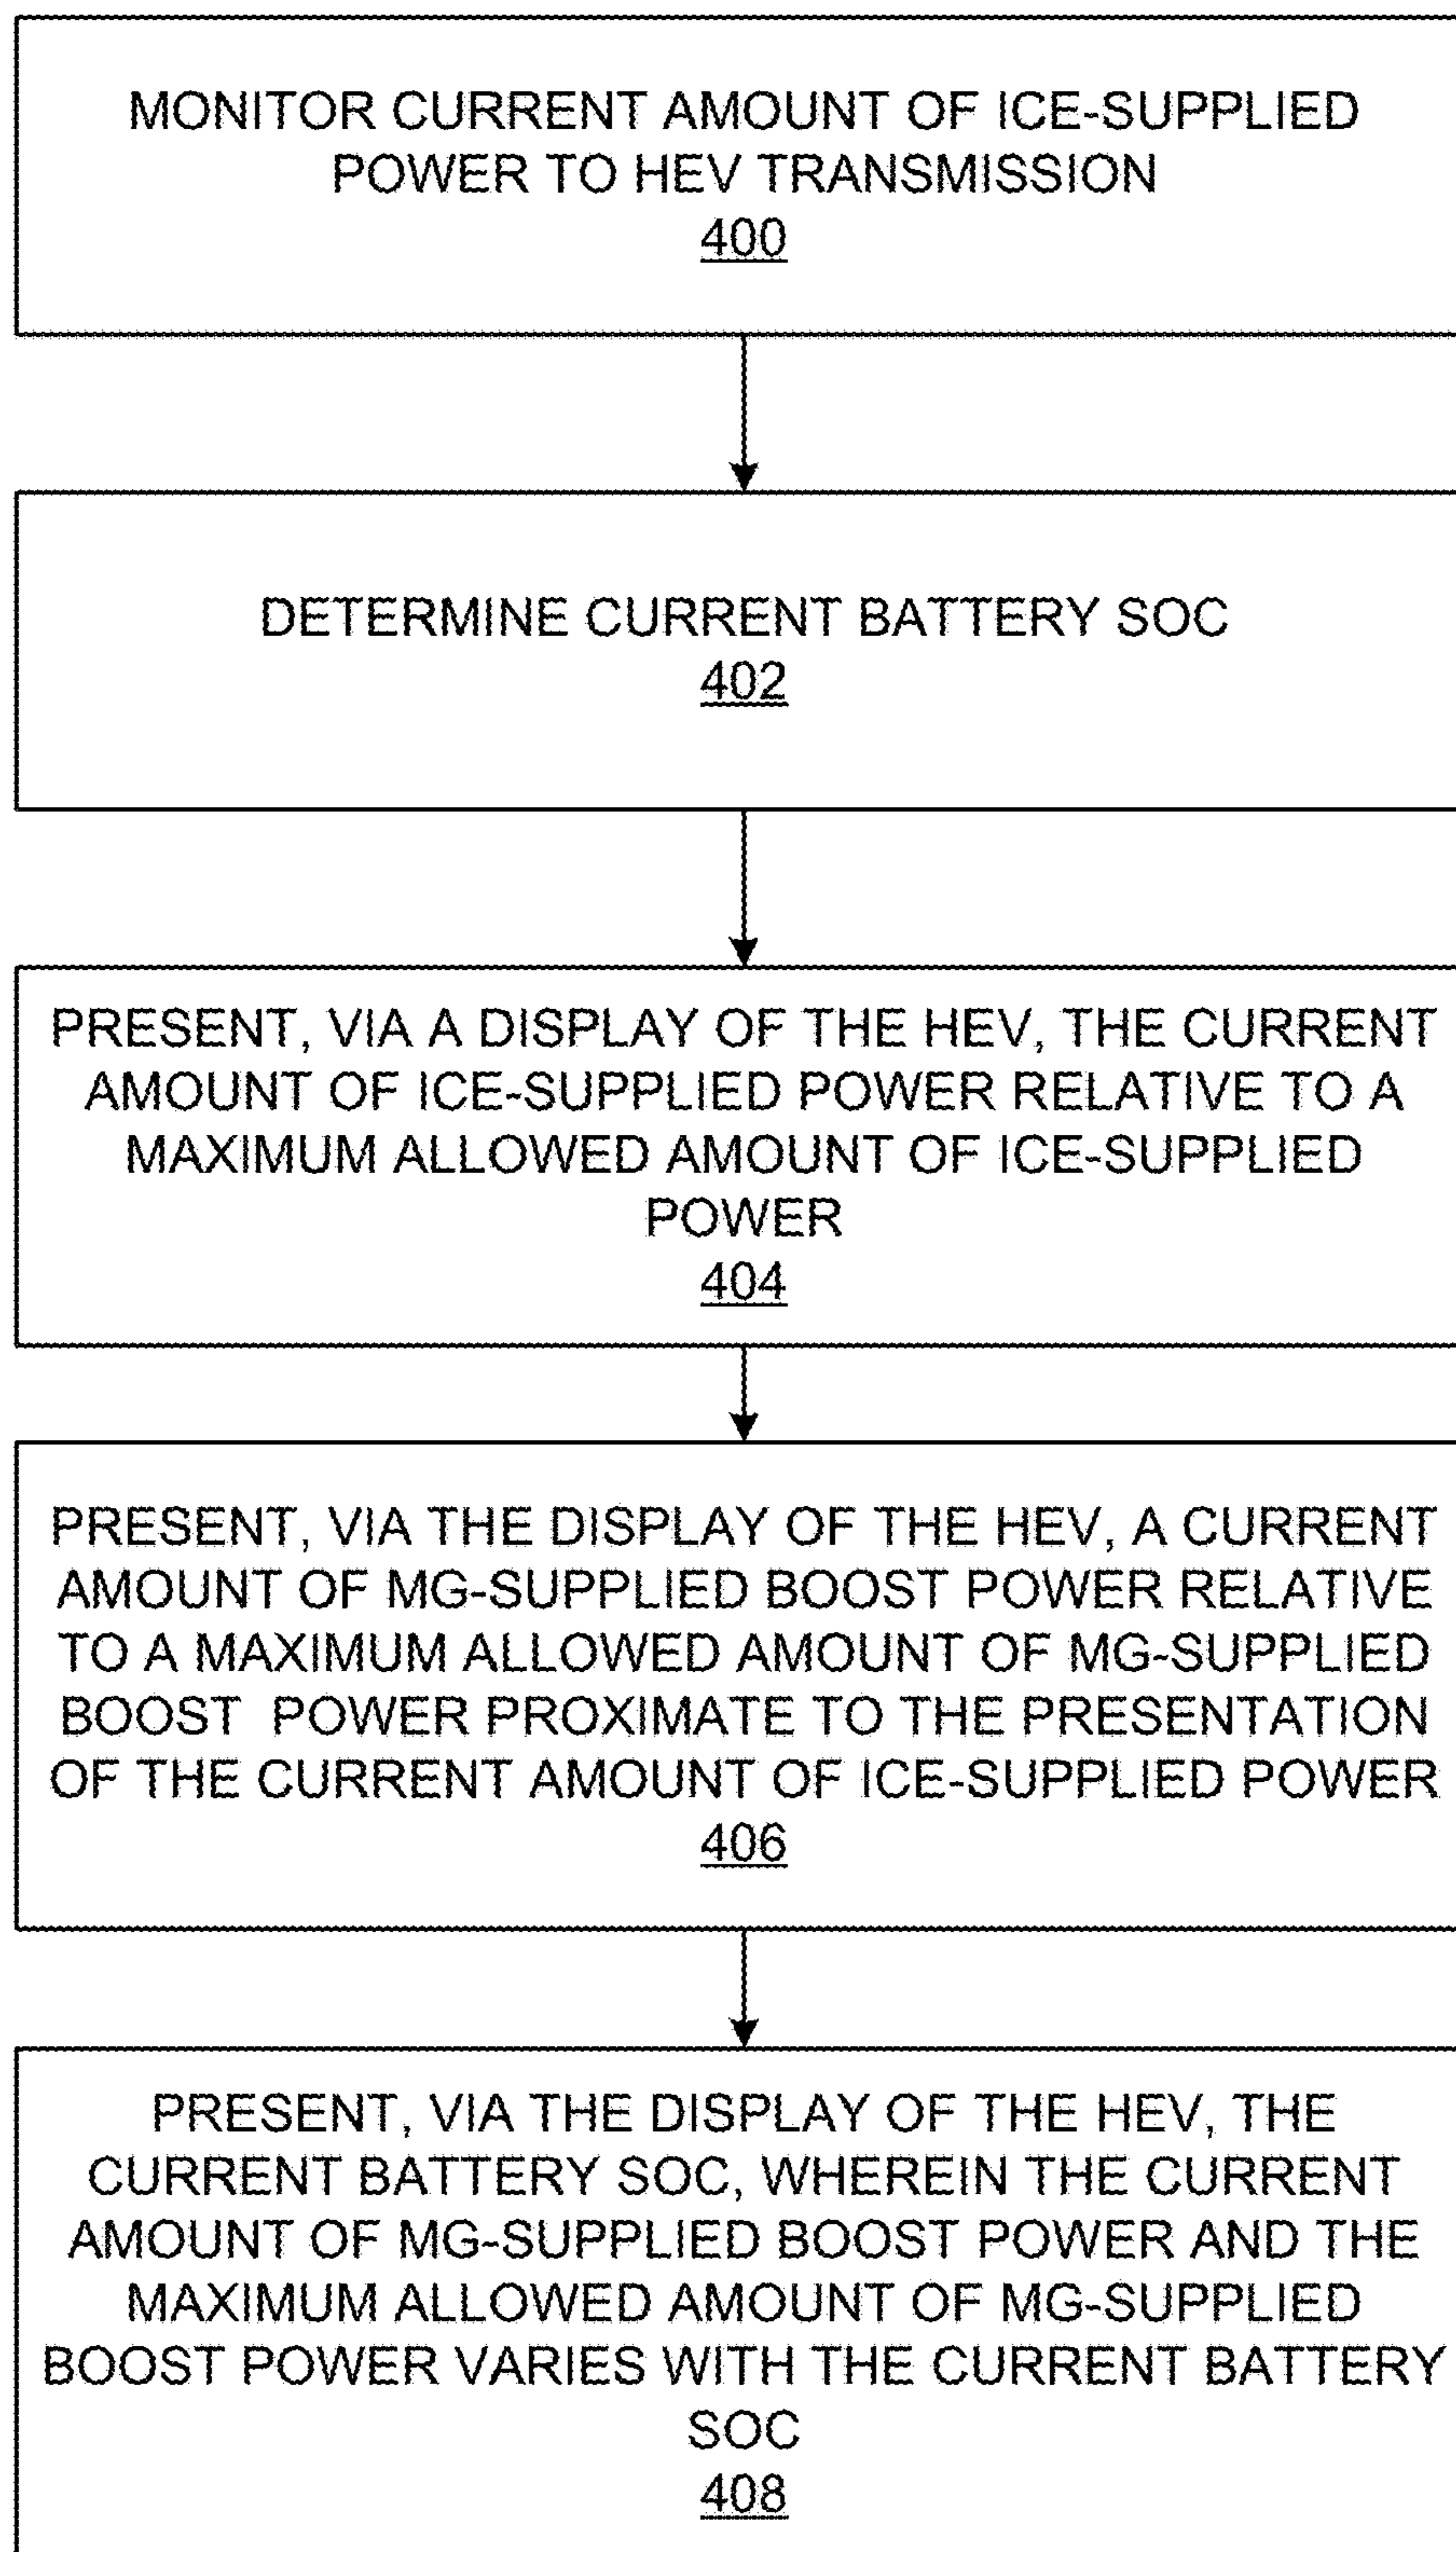 MONITOR CURRENT AMOUNT OF ICE-SUPPLIED
POWER TO HEV TRANSMISSION
400
DETERMINE CURRENT BATTERY SOC
402
PRESENT, VIA A DISPLAY OF THE HEV, THE CURRENT
AMOUNT OF ICE-SUPPLIED POWER RELATIVE TO A
MAXIMUM ALLOWED AMOUNT OF ICE-SUPPLIED
POWER
404
PRESENT, VIA THE DISPLAY OF THE HEV, A CURRENT
AMOUNT OF MG-SUPPLIED BOOST POWER RELATIVE
TO A MAXIMUM ALLOWED AMOUNT OF MG-SUPPLIED
BOOST POWER PROXIMATE TO THE PRESENTATION
OF THE CURRENT AMOUNT OF ICE-SUPPLIED POWER
406
PRESENT, VIA THE DISPLAY OF THE HEV, THE
CURRENT BATTERY SOC, WHEREIN THE CURRENT
AMOUNT OF MG-SUPPLIED BOOST POWER AND THE
MAXIMUM ALLOWED AMOUNT OF MG-SUPPLIED
BOOST POWER VARIES WITH THE CURRENT BATTERY
SOC
408